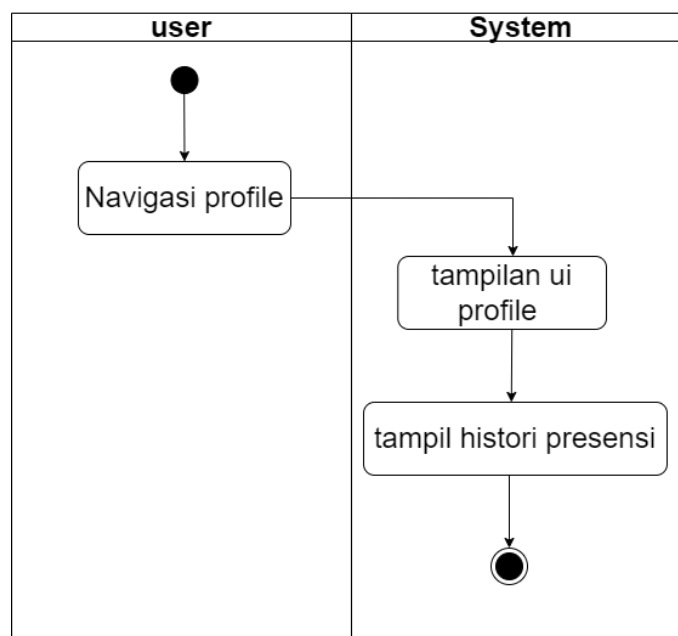 user
System
Navigasi profile
tampilan ui
profile
tampil histori presensi